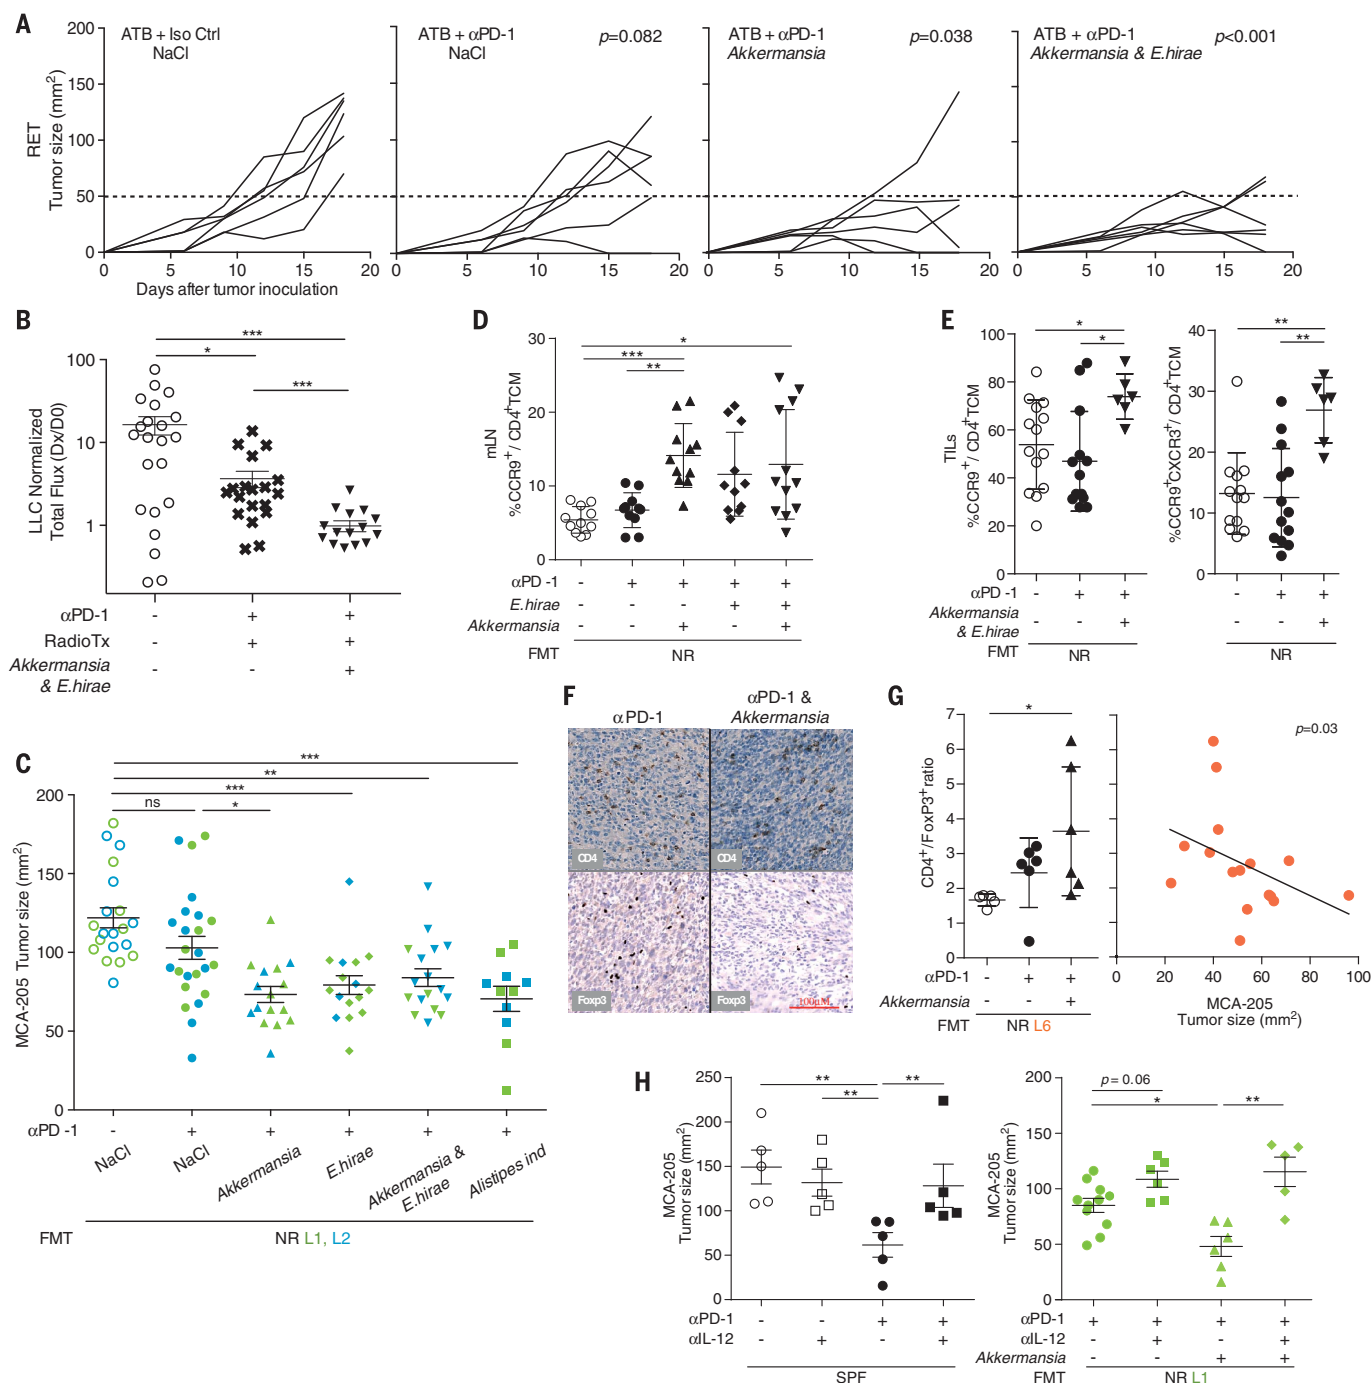 A
ATB + Iso Ctrl
NaCl
ATB + αPD-1
NaCl
p=0.082
ATB + αPD-1
Akkermansia
p=0.038
ATB + αPD-1
Akkermansia & E.hirae
p<0.001
RET
Tumor size (mm²)
200
150
100
50
0
0 5 10 15 20
0 5 10 15 20
0 5 10 15 20
0 5 10 15 20
Days after tumor inoculation
B
***
*
***
LLC Normalized
Total Flux (Dx/D0)
100
10
1
αPD-1 - + +
RadioTx - + +
Akkermansia
& E.hirae
- - +
C
***
**
***
ns
*
MCA-205 Tumor size (mm²)
200
150
100
50
0
αPD -1 - + + + + +
NaCl
NaCl
Akkermansia
E.hirae
Akkermansia &
E.hirae
Alistipes ind
FMT NR L1, L2
D
*
***
**
mLN
%CCR9+/ CD4+TCM
30
20
10
0
αPD -1 - + + + +
E.hirae - - - + +
Akkermansia - - + - +
FMT NR
E
*
*
TILs
%CCR9+/ CD4+TCM
100
80
60
40
20
0
αPD -1 - + +
Akkermansia
& E.hirae
- - +
FMT NR
**
**
%CCR9+CXCR3+/ CD4+TCM
40
30
20
10
0
- + +
- - +
NR
F
αPD-1
αPD-1 &
Akkermansia
CD4
CD4
Foxp3
Foxp3
100µM
G
*
CD4+/FoxP3+ratio
7
6
5
4
3
2
1
0
αPD-1 - + +
Akkermansia - - +
FMT NR L6
p=0.03
0 20 40 60 80 100
MCA-205
Tumor size (mm²)
H
**
**
**
MCA-205
Tumor size (mm²)
250
200
150
100
50
0
αPD-1 - - + +
αIL-12 - + - +
SPF
p = 0.06
*
**
MCA-205
Tumor size (mm²)
200
150
100
50
0
αPD-1 + + + +
αIL-12 - + - +
Akkermansia - - + +
FMT NR L1